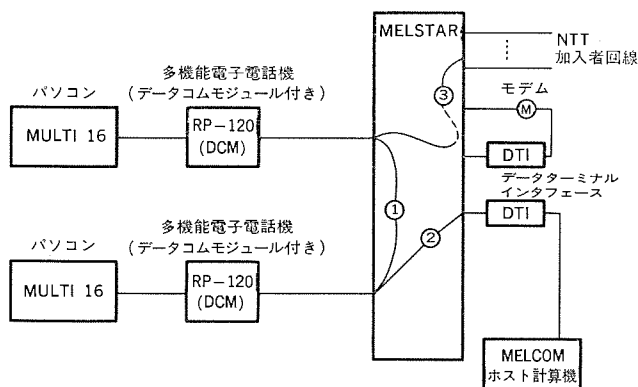 MELSTAR
NTT
加入者回線
多機能電子電話機
(データコムモジュール付き)
パソコン
モデム
③
M
MULTI 16
RP-120
(DCM)
DTI
データターミナル
インタフェース
①
②
DTI
多機能電子電話機
(データコムモジュール付き)
パソコン
MULTI 16
RP-120
(DCM)
MELCOM
ホスト計算機